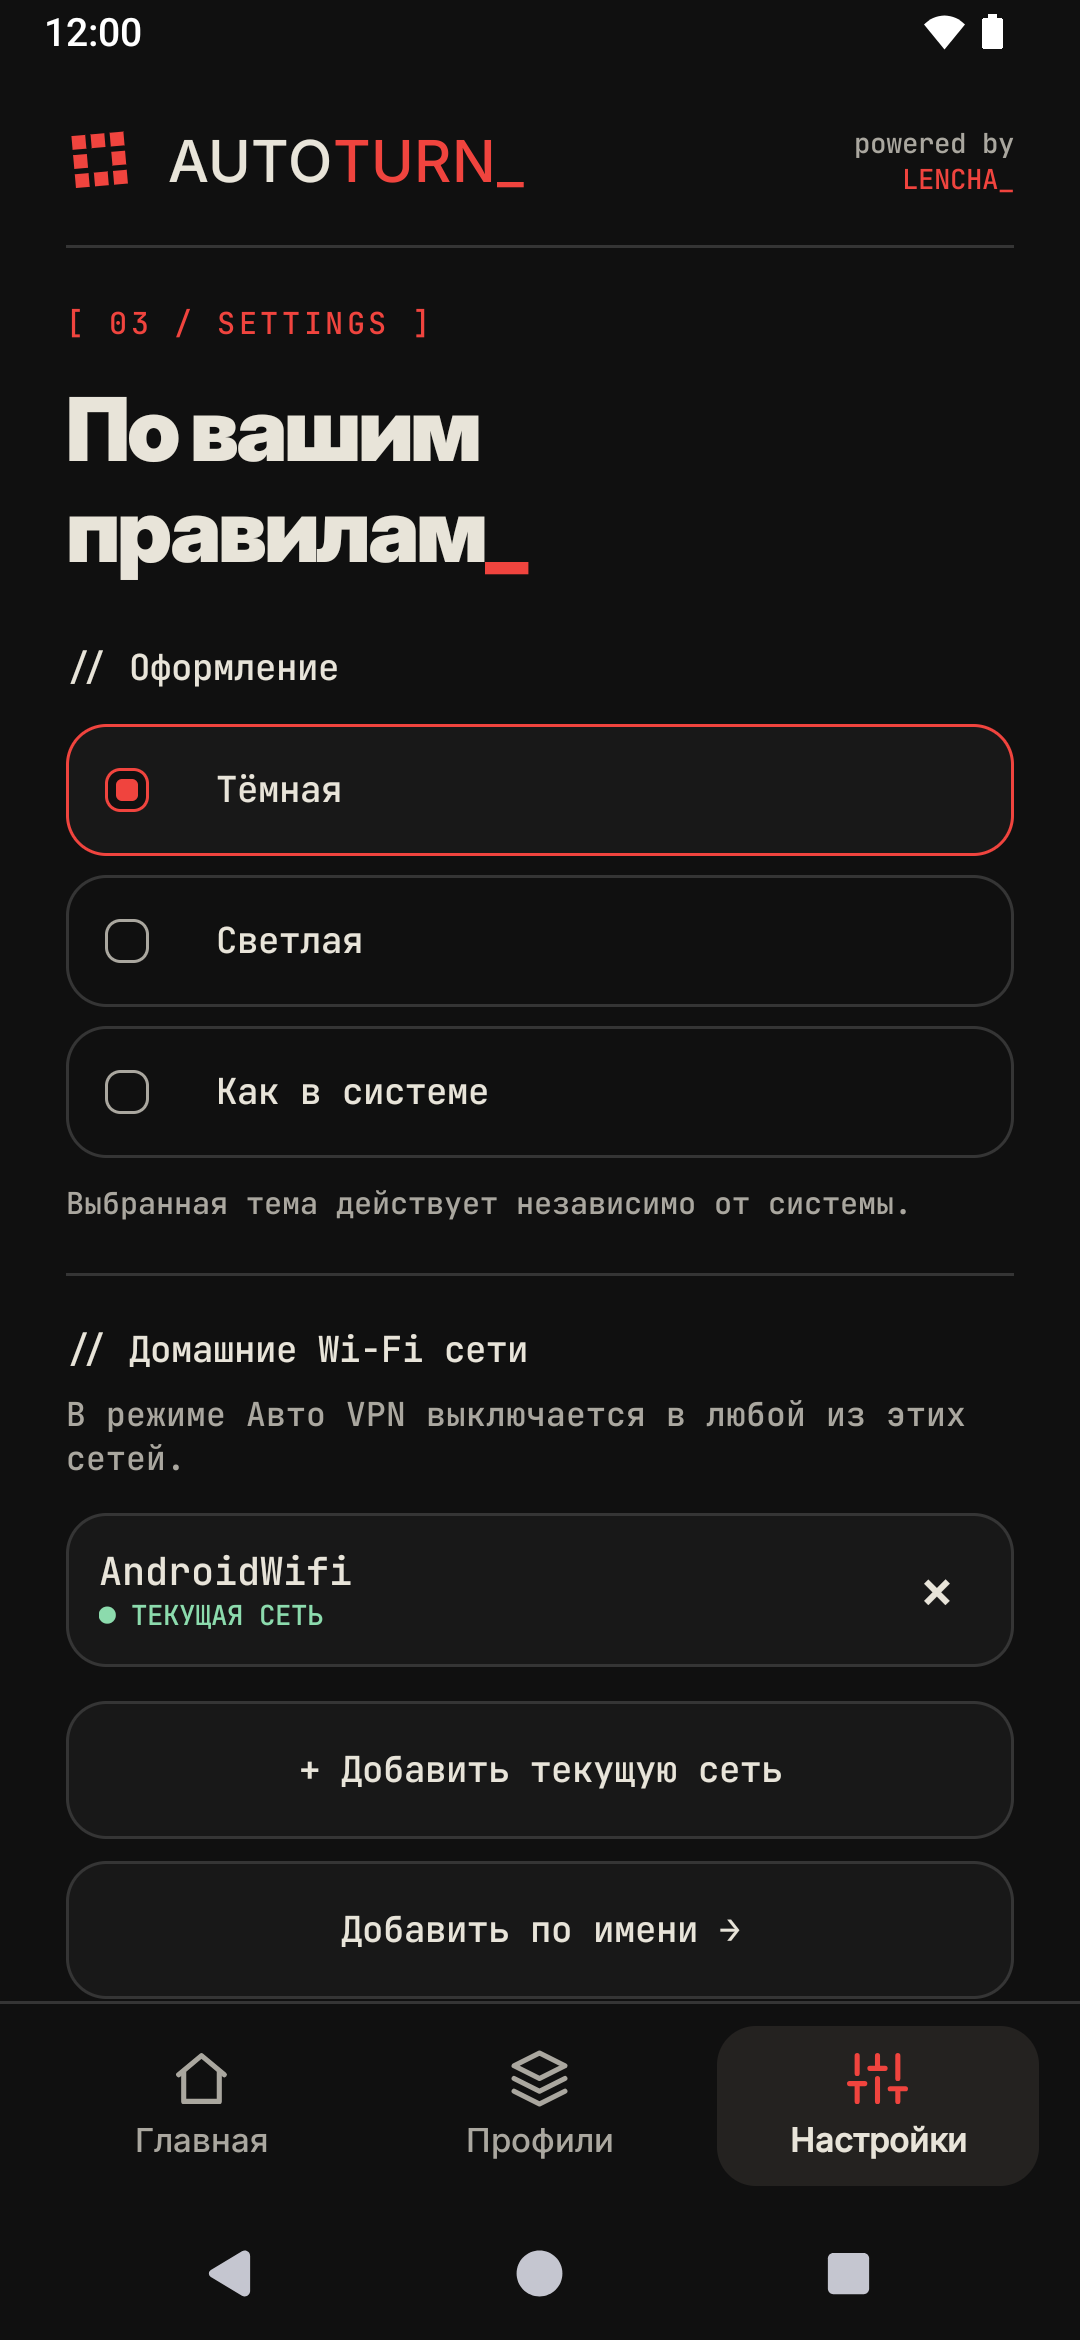 12:00
AUTOTURN_
powered by
LENCHA_
[ 03 / SETTINGS ]
По вашим
правилам_
// Оформление
Тёмная
Светлая
Как в системе
Выбранная тема действует независимо от системы.
// Домашние Wi-Fi сети
В режиме Авто VPN выключается в любой из этих
сетей.
AndroidWifi
ТЕКУЩАЯ СЕТЬ
+ Добавить текущую сеть
Добавить по имени →
Главная
Профили
Настройки